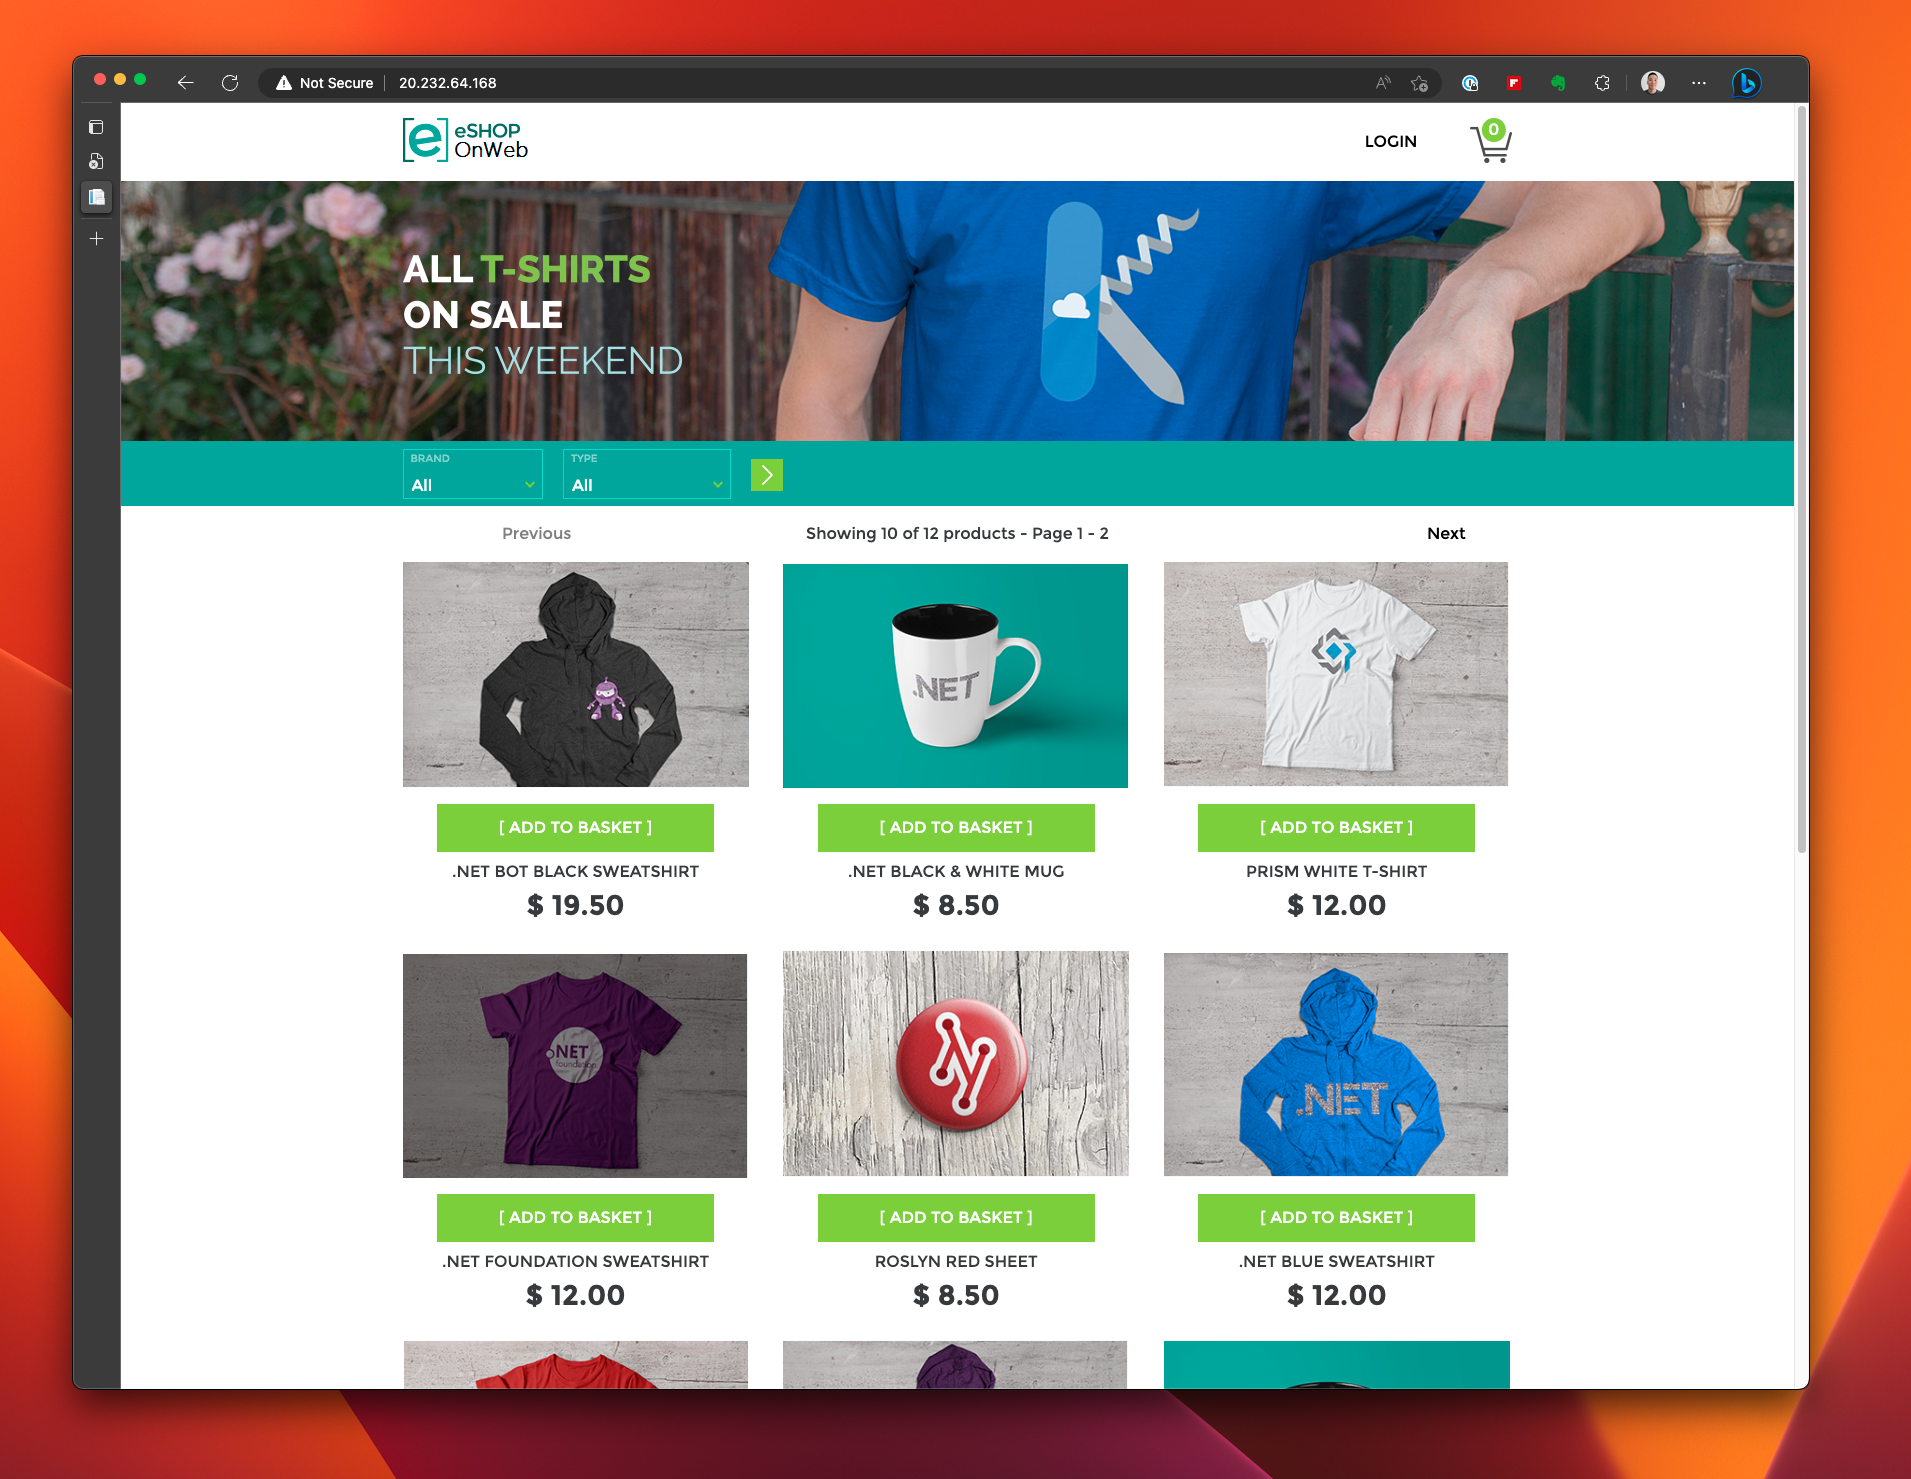 Not Secure
20.232.64.168
eSHOP
OnWeb
LOGIN
0
ALL T-SHIRTS
ON SALE
THIS WEEKEND
BRAND
All
TYPE
All
Previous
Showing 10 of 12 products - Page 1 - 2
Next
.NET
[ ADD TO BASKET ]
[ ADD TO BASKET ]
[ ADD TO BASKET ]
.NET BOT BLACK SWEATSHIRT
.NET BLACK & WHITE MUG
PRISM WHITE T-SHIRT
$ 19.50
$ 8.50
$ 12.00
.NET
foundation
.NET
[ ADD TO BASKET ]
[ ADD TO BASKET ]
[ ADD TO BASKET ]
.NET FOUNDATION SWEATSHIRT
ROSLYN RED SHEET
.NET BLUE SWEATSHIRT
$ 12.00
$ 8.50
$ 12.00